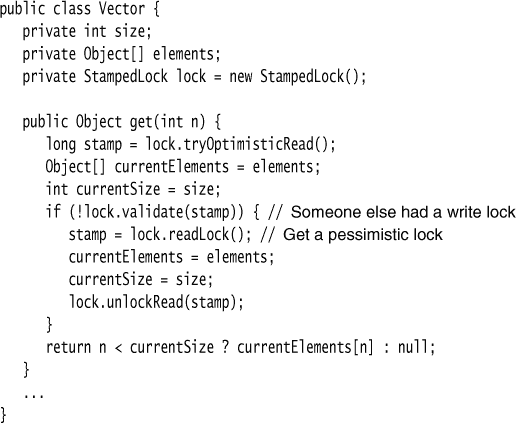 public class Vector {
   private int size;
   private Object[] elements;
   private StampedLock lock = new StampedLock();

   public Object get(int n) {
      long stamp = lock.tryOptimisticRead();
      Object[] currentElements = elements;
      int currentSize = size;
      if (!lock.validate(stamp)) { // Someone else had a write lock
         stamp = lock.readLock(); // Get a pessimistic lock
         currentElements = elements;
         currentSize = size;
         lock.unlockRead(stamp);
      }
      return n < currentSize ? currentElements[n] : null;
   }
   ...
}